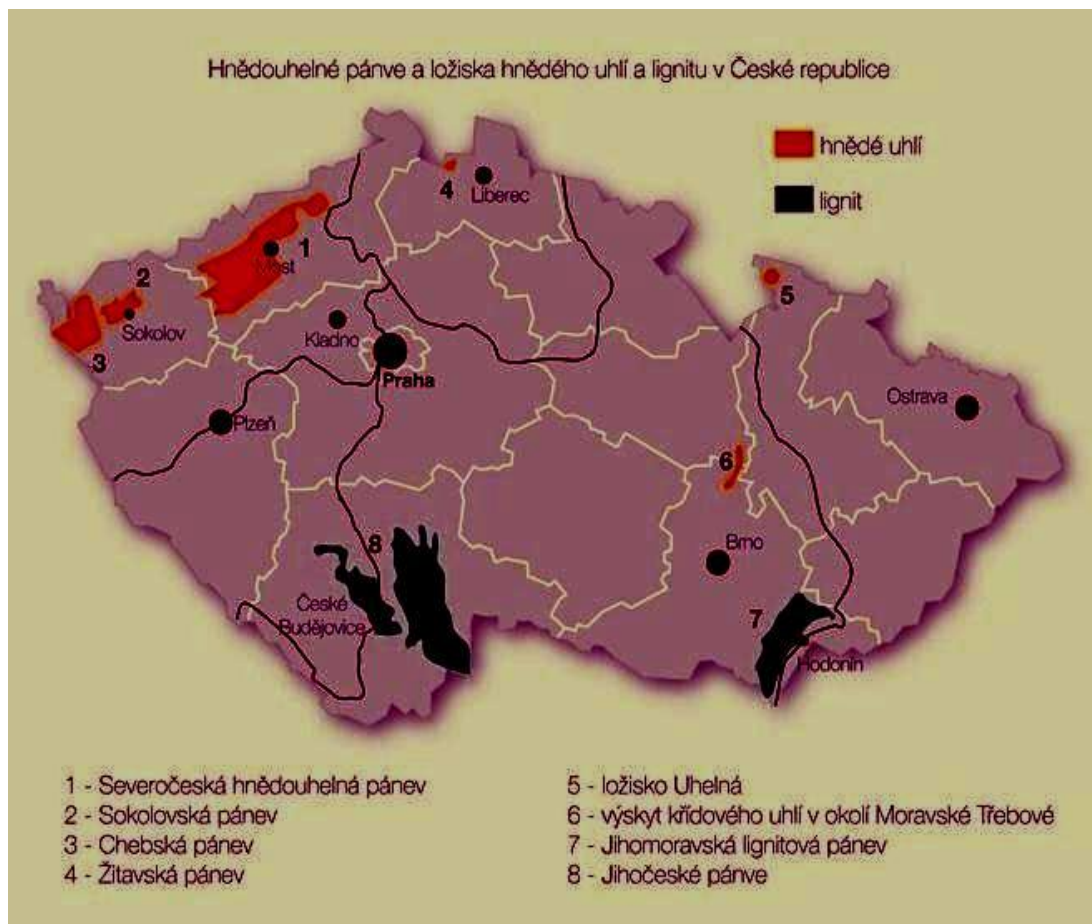 Hnědouhelné pánve a ložiska hnědého uhlí a lignitu v České republice
hnědé uhlí
lignit
4
Liberec
1
Most
2
Sokolov
3
Kladno
Praha
Plzeň
5
Ostrava
6
Brno
8
České
Budějovice
7
Hodonín
1 - Severočeská hnědouhelná pánev
2 - Sokolovská pánev
3 - Chebská pánev
4 - Žitavská pánev
5 - ložisko Uhelná
6 - výskyt křídového uhlí v okolí Moravské Třebové
7 - Jihomoravská lignitová pánev
8 - Jihočeské pánve